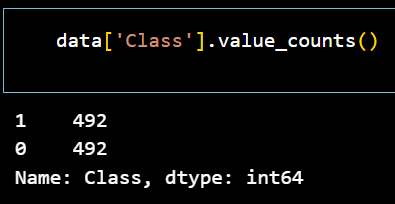 data['Class'].value_counts()
1    492
0    492
Name: Class, dtype: int64